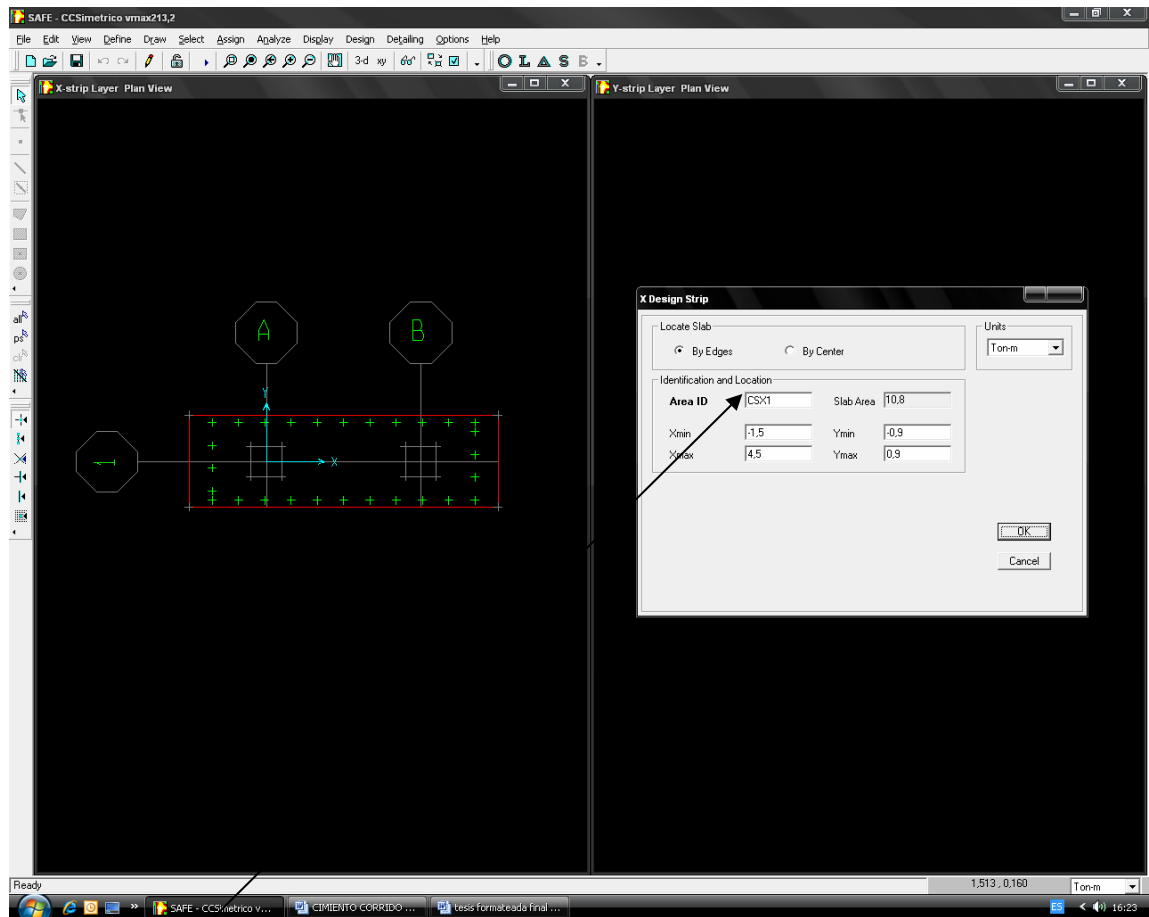 SAFE - CCSimetrico vmax213,2
File Edit View Define Draw Select Assign Analyze Display Design Detailing Options Help
3-d xy
O L A S B
X-strip Layer Plan View
Y-strip Layer Plan View
all
ps
clr
A
B
Y
X
1
X Design Strip
Locate Slab
By Edges
By Center
Units
Ton-m
Identification and Location
Area ID CSX1 Slab Area 10,8
Xmin -1,5 Ymin -0,9
Xmax 4,5 Ymax 0,9
OK
Cancel
Ready
1,513 , 0,160
Ton-m
SAFE - CCSimetrico v...
CIMIENTO CORRIDO ...
tesis formateada final ...
ES
16:23